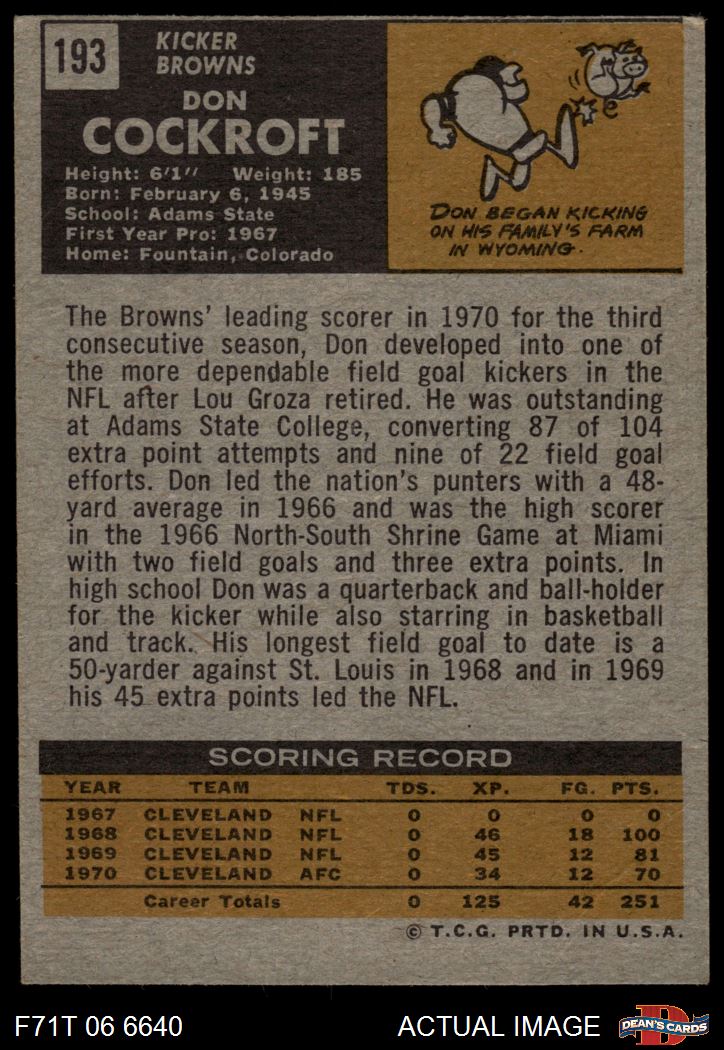 193
KICKER
BROWNS
DON
COCKROFT
Height: 6'1" Weight: 185
Born: February 6, 1945
School: Adams State
First Year Pro: 1967
Home: Fountain, Colorado
DON BEGAN KICKING
ON HIS FAMILY'S FARM
IN WYOMING.
The Browns' leading scorer in 1970 for the third
consecutive season, Don developed into one of
the more dependable field goal kickers in the
NFL after Lou Groza retired. He was outstanding
at Adams State College, converting 87 of 104
extra point attempts and nine of 22 field goal
efforts. Don led the nation's punters with a 48-
yard average in 1966 and was the high scorer
in the 1966 North-South Shrine Game at Miami
with two field goals and three extra points. In
high school Don was a quarterback and ball-holder
for the kicker while also starring in basketball
and track. His longest field goal to date is a
50-yarder against St. Louis in 1968 and in 1969
his 45 extra points led the NFL.
SCORING RECORD
YEAR TEAM TDS. XP. FG. PTS.
1967 CLEVELAND NFL 0 0 0 0
1968 CLEVELAND NFL 0 46 18 100
1969 CLEVELAND NFL 0 45 12 81
1970 CLEVELAND AFC 0 34 12 70
Career Totals 0 125 42 251
© T.C.G. PRTD. IN U.S.A.
F71T 06 6640 ACTUAL IMAGE D DEAN'S CARDS